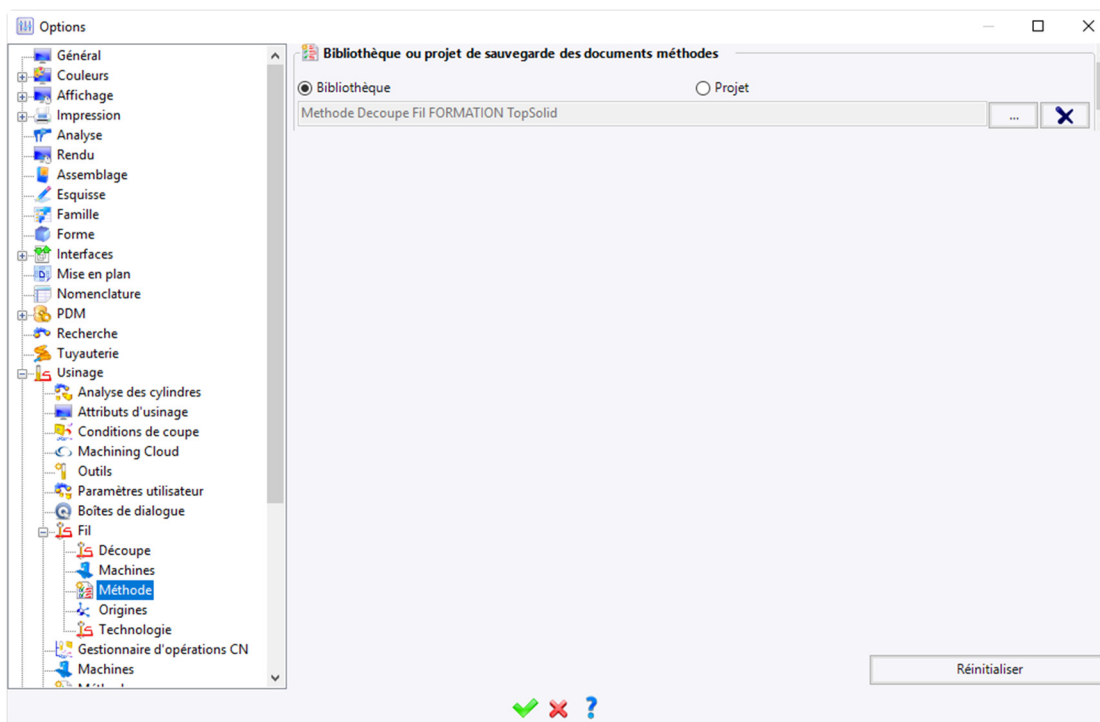 Options
Général
Couleurs
Affichage
Impression
Analyse
Rendu
Assemblage
Esquisse
Famille
Forme
Interfaces
Mise en plan
Nomenclature
PDM
Recherche
Tuyauterie
Usinage
Analyse des cylindres
Attributs d'usinage
Conditions de coupe
Machining Cloud
Outils
Paramètres utilisateur
Boîtes de dialogue
Fil
Découpe
Machines
Méthode
Origines
Technologie
Gestionnaire d'opérations CN
Machines
Bibliothèque ou projet de sauvegarde des documents méthodes
Bibliothèque Projet
Methode Decoupe Fil FORMATION TopSolid ...
Réinitialiser